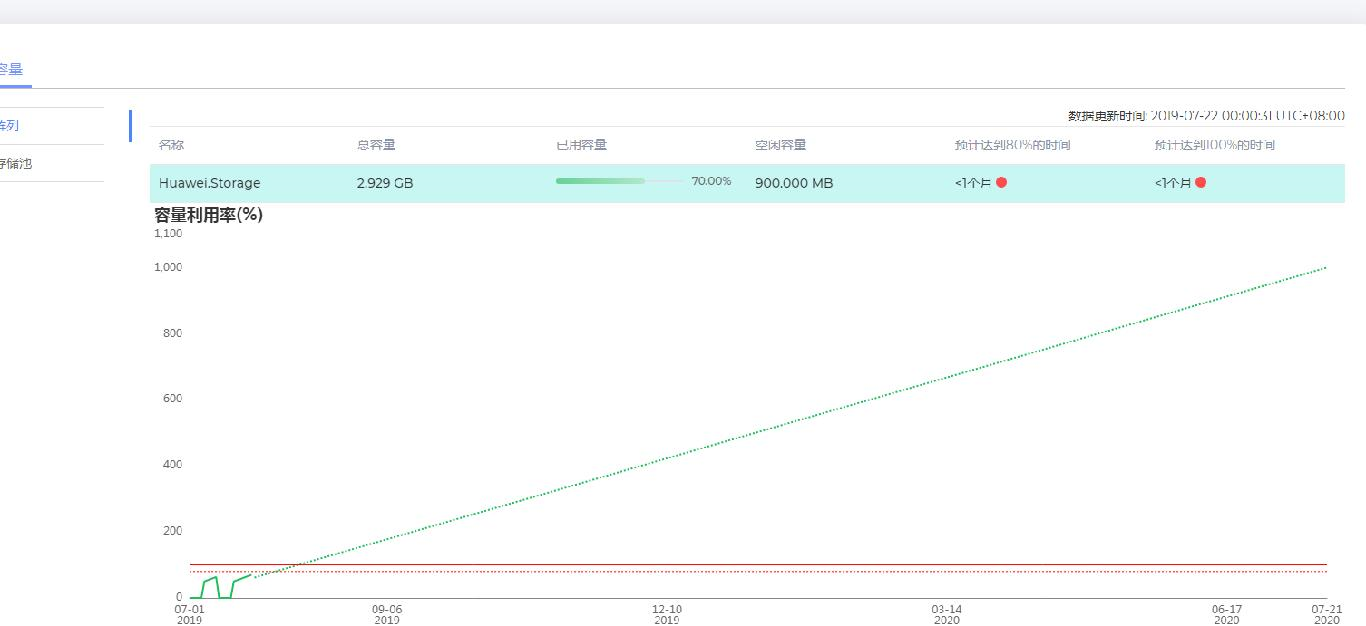 容量
阵列
存储池
数据更新时间: 2019-07-22 00:00:31 UTC+08:00
名称 总容量 已用容量 空闲容量 预计达到80%的时间 预计达到100%的时间
Huawei.Storage 2.929 GB 70.00% 900.000 MB <1个月 <1个月
容量利用率(%)
1,100
1,000
800
600
400
200
0
07-01 09-06 12-10 03-14 06-17 07-21
2019 2019 2019 2020 2020 2020